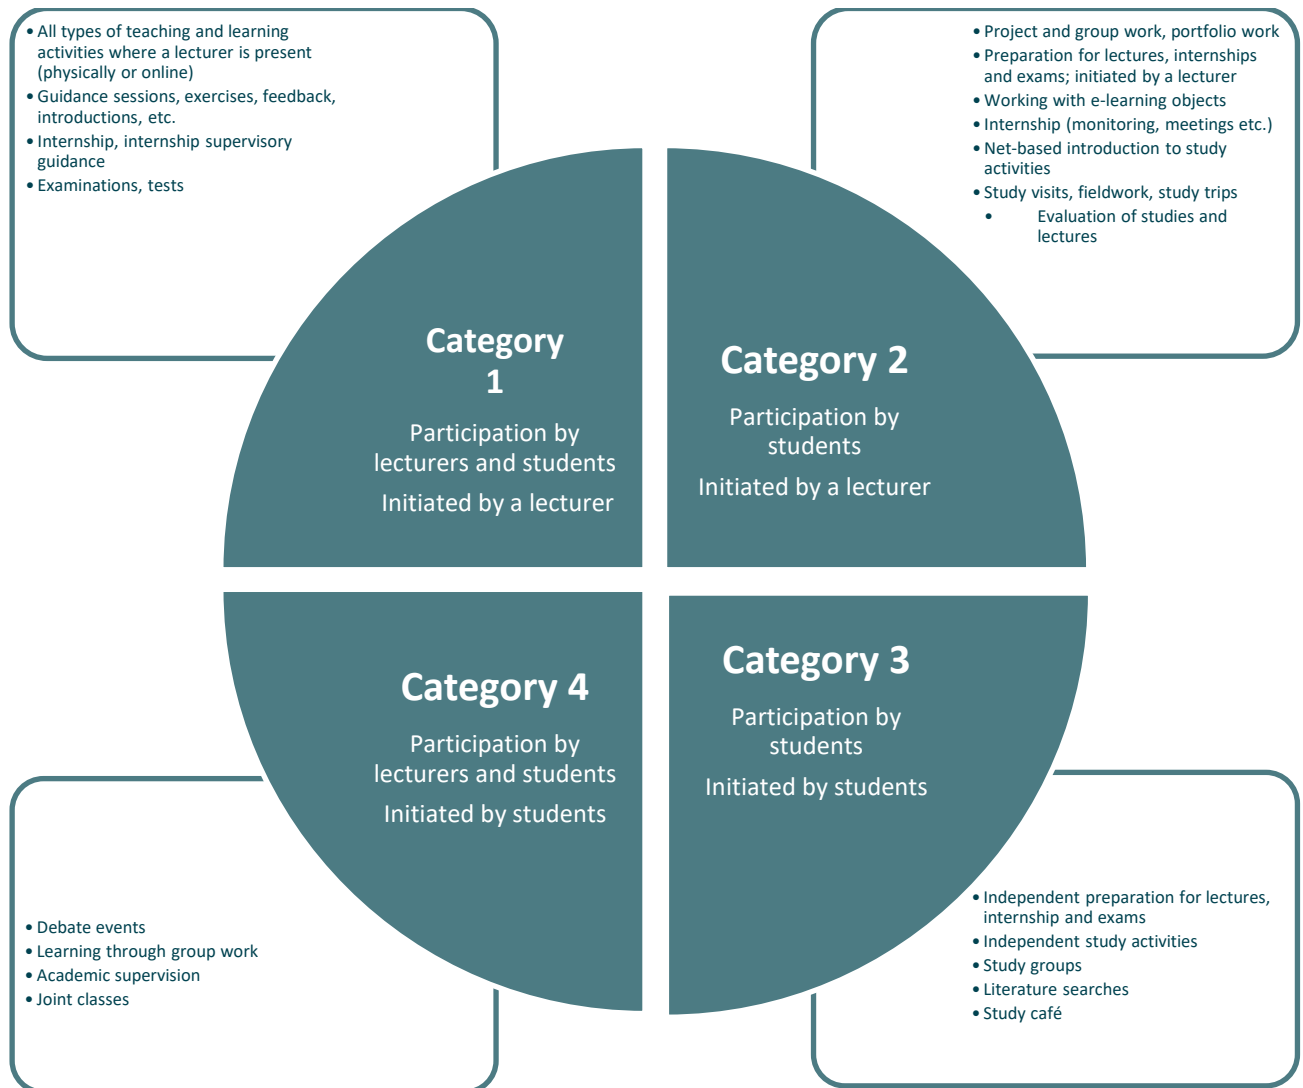 • All types of teaching and learning
activities where a lecturer is present
(physically or online)
• Guidance sessions, exercises, feedback,
introductions, etc.
• Internship, internship supervisory
guidance
• Examinations, tests
• Project and group work, portfolio work
• Preparation for lectures, internships
and exams; initiated by a lecturer
• Working with e-learning objects
• Internship (monitoring, meetings etc.)
• Net-based introduction to study
activities
• Study visits, fieldwork, study trips
• Evaluation of studies and
lectures
Category
1
Participation by
lecturers and students
Initiated by a lecturer
Category 2
Participation by
students
Initiated by a lecturer
Category 4
Participation by
lecturers and students
Initiated by students
Category 3
Participation by
students
Initiated by students
• Debate events
• Learning through group work
• Academic supervision
• Joint classes
• Independent preparation for lectures,
internship and exams
• Independent study activities
• Study groups
• Literature searches
• Study café